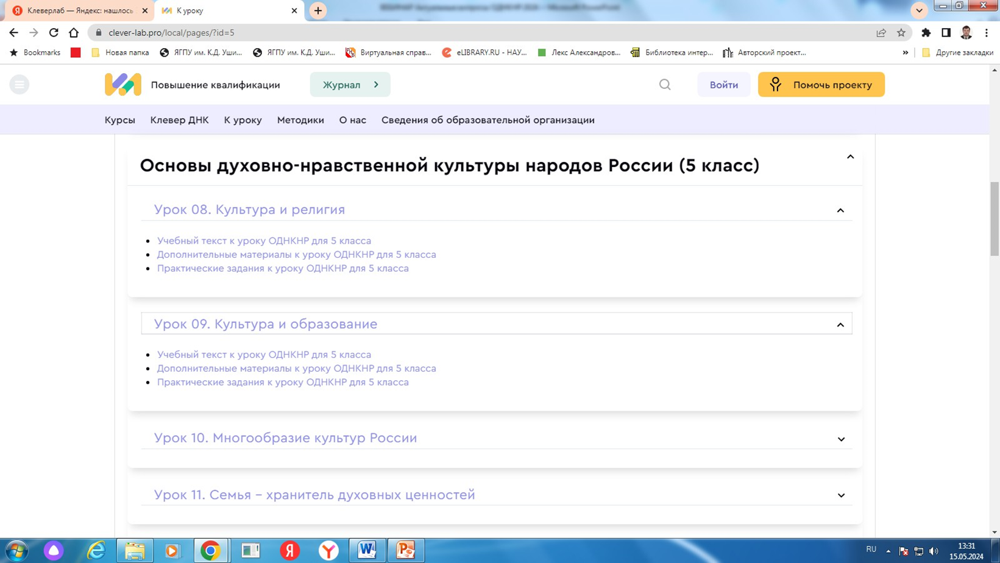 Клеверлаб — Яндекс: нашлось
К уроку
clever-lab.pro/local/pages/?id=5
Bookmarks
Новая папка
ЯГПУ им. К.Д. Уши...
ЯГПУ им. К.Д. Уши...
Виртуальная справ...
eLIBRARY.RU - НАУ...
Лекс Александров...
Библиотека интер...
Авторский проект...
»
Другие закладки
Повышение квалификации
Журнал
Войти
Помочь проекту
Курсы
Клевер ДНК
К уроку
Методики
О нас
Сведения об образовательной организации
Основы духовно-нравственной культуры народов России (5 класс)
Урок 08. Культура и религия
Учебный текст к уроку ОДНКНР для 5 класса
Дополнительные материалы к уроку ОДНКНР для 5 класса
Практические задания к уроку ОДНКНР для 5 класса
Урок 09. Культура и образование
Учебный текст к уроку ОДНКНР для 5 класса
Дополнительные материалы к уроку ОДНКНР для 5 класса
Практические задания к уроку ОДНКНР для 5 класса
Урок 10. Многообразие культур России
Урок 11. Семья – хранитель духовных ценностей
RU
13:31
15.05.2024